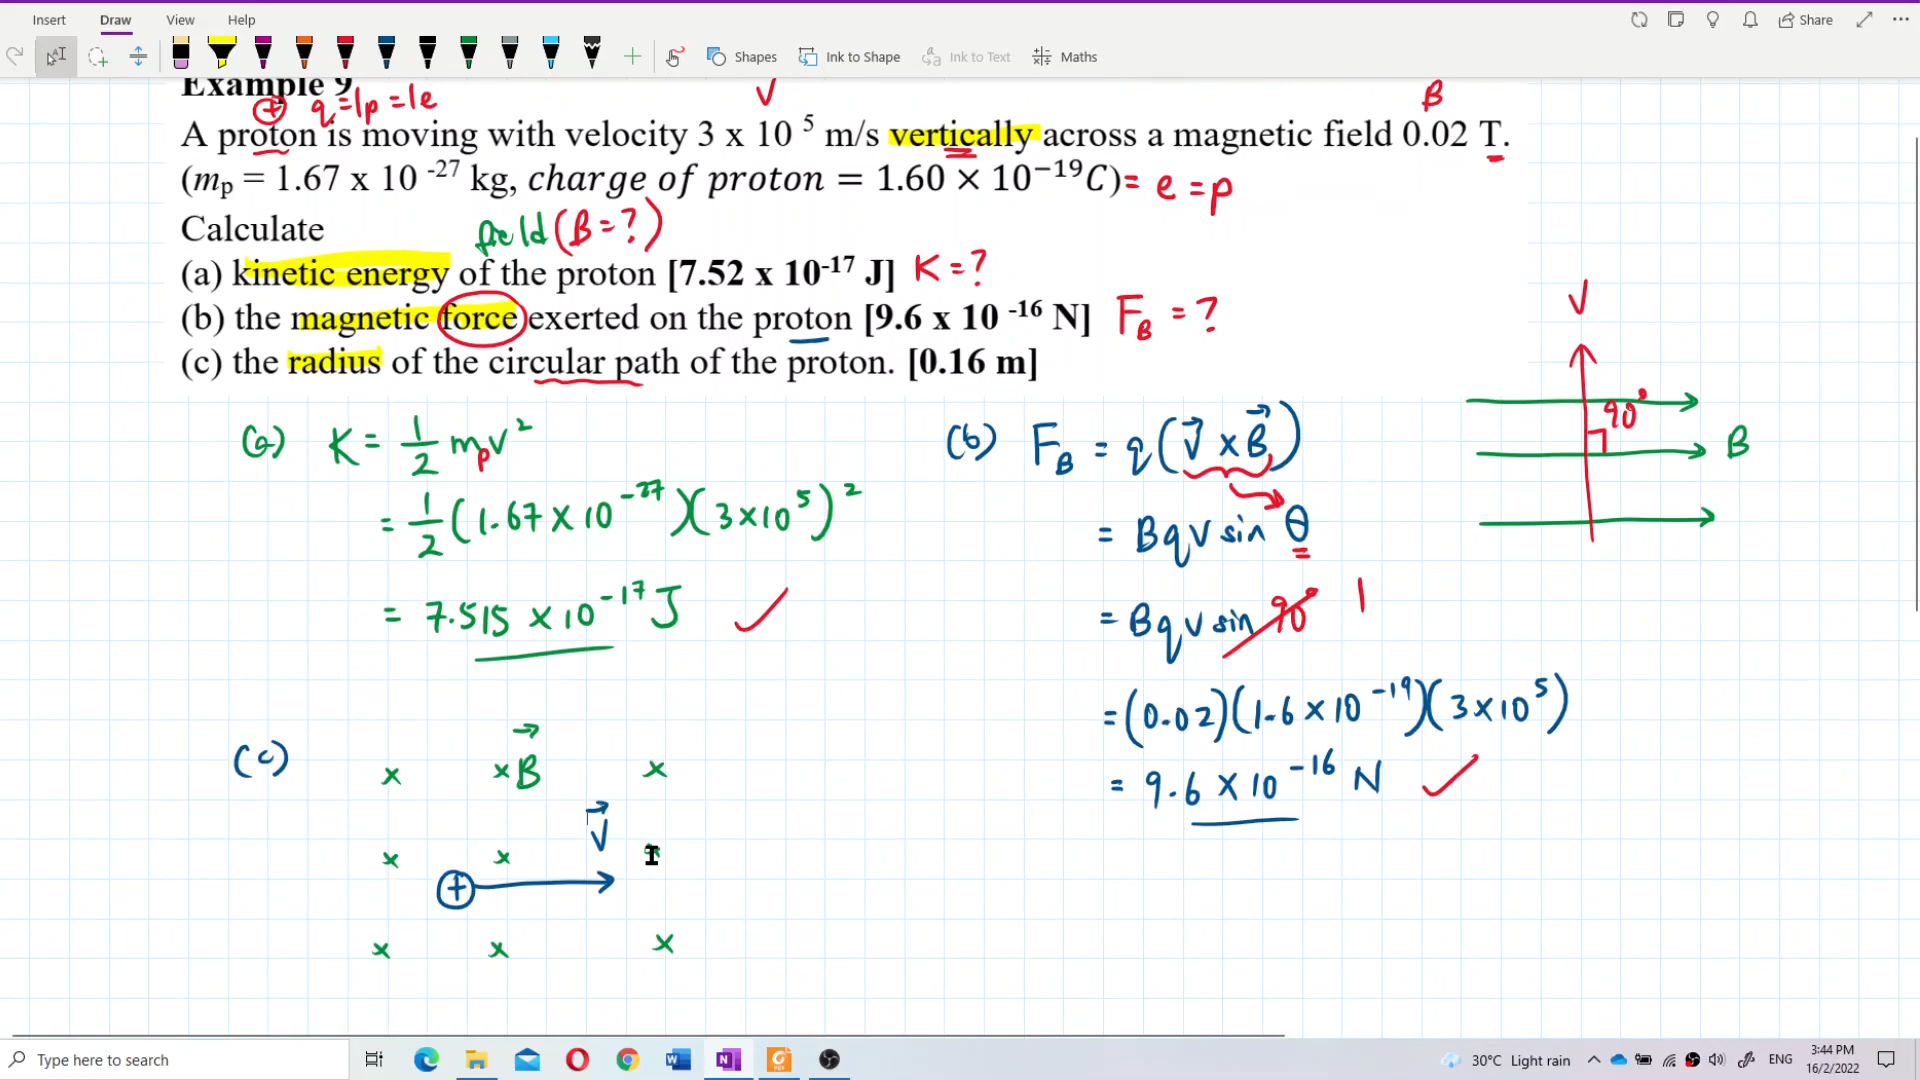 Insert Draw View Help Share
Shapes Ink to Shape Ink to Text Maths
Example 9
⊕ q = 1p = 1e V B
A proton is moving with velocity 3 x 10 5 m/s vertically across a magnetic field 0.02 T.
(mp = 1.67 x 10 -27 kg, charge of proton = 1.60 × 10−19C) = e = p
Calculate field (B = ?)
(a) kinetic energy of the proton [7.52 x 10-17 J] K = ?
(b) the magnetic force exerted on the proton [9.6 x 10 -16 N] FB = ?
(c) the radius of the circular path of the proton. [0.16 m]
V
90°
B
(a) K = 1/2 mpv2
= 1/2 (1.67 × 10-27)(3×105)2
= 7.515 × 10-17 J
(b) FB = q(V × B)
= BqV sin θ
= BqV sin 90° 1
= (0.02)(1.6 × 10-19)(3×105)
= 9.6 × 10-16 N
(c) x x B x
V
x x x
+
x x x
Type here to search 30°C Light rain ENG 3:44 PM
16/2/2022